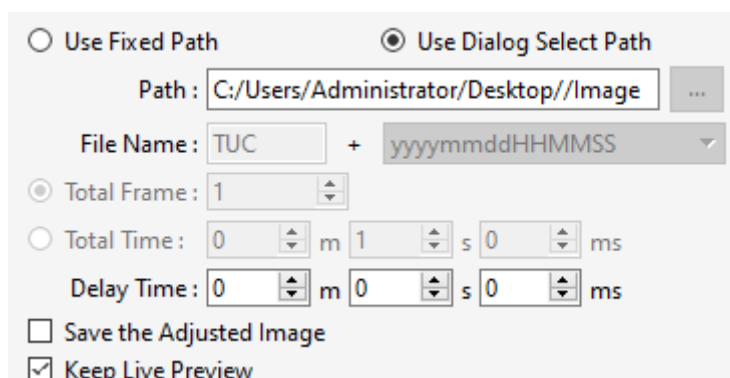 Use Fixed Path Use Dialog Select Path
Path : C:/Users/Administrator/Desktop//Image ...
File Name : TUC + yyyymmddHHMMSS
Total Frame : 1
Total Time : 0 m 1 s 0 ms
Delay Time : 0 m 0 s 0 ms
Save the Adjusted Image
Keep Live Preview